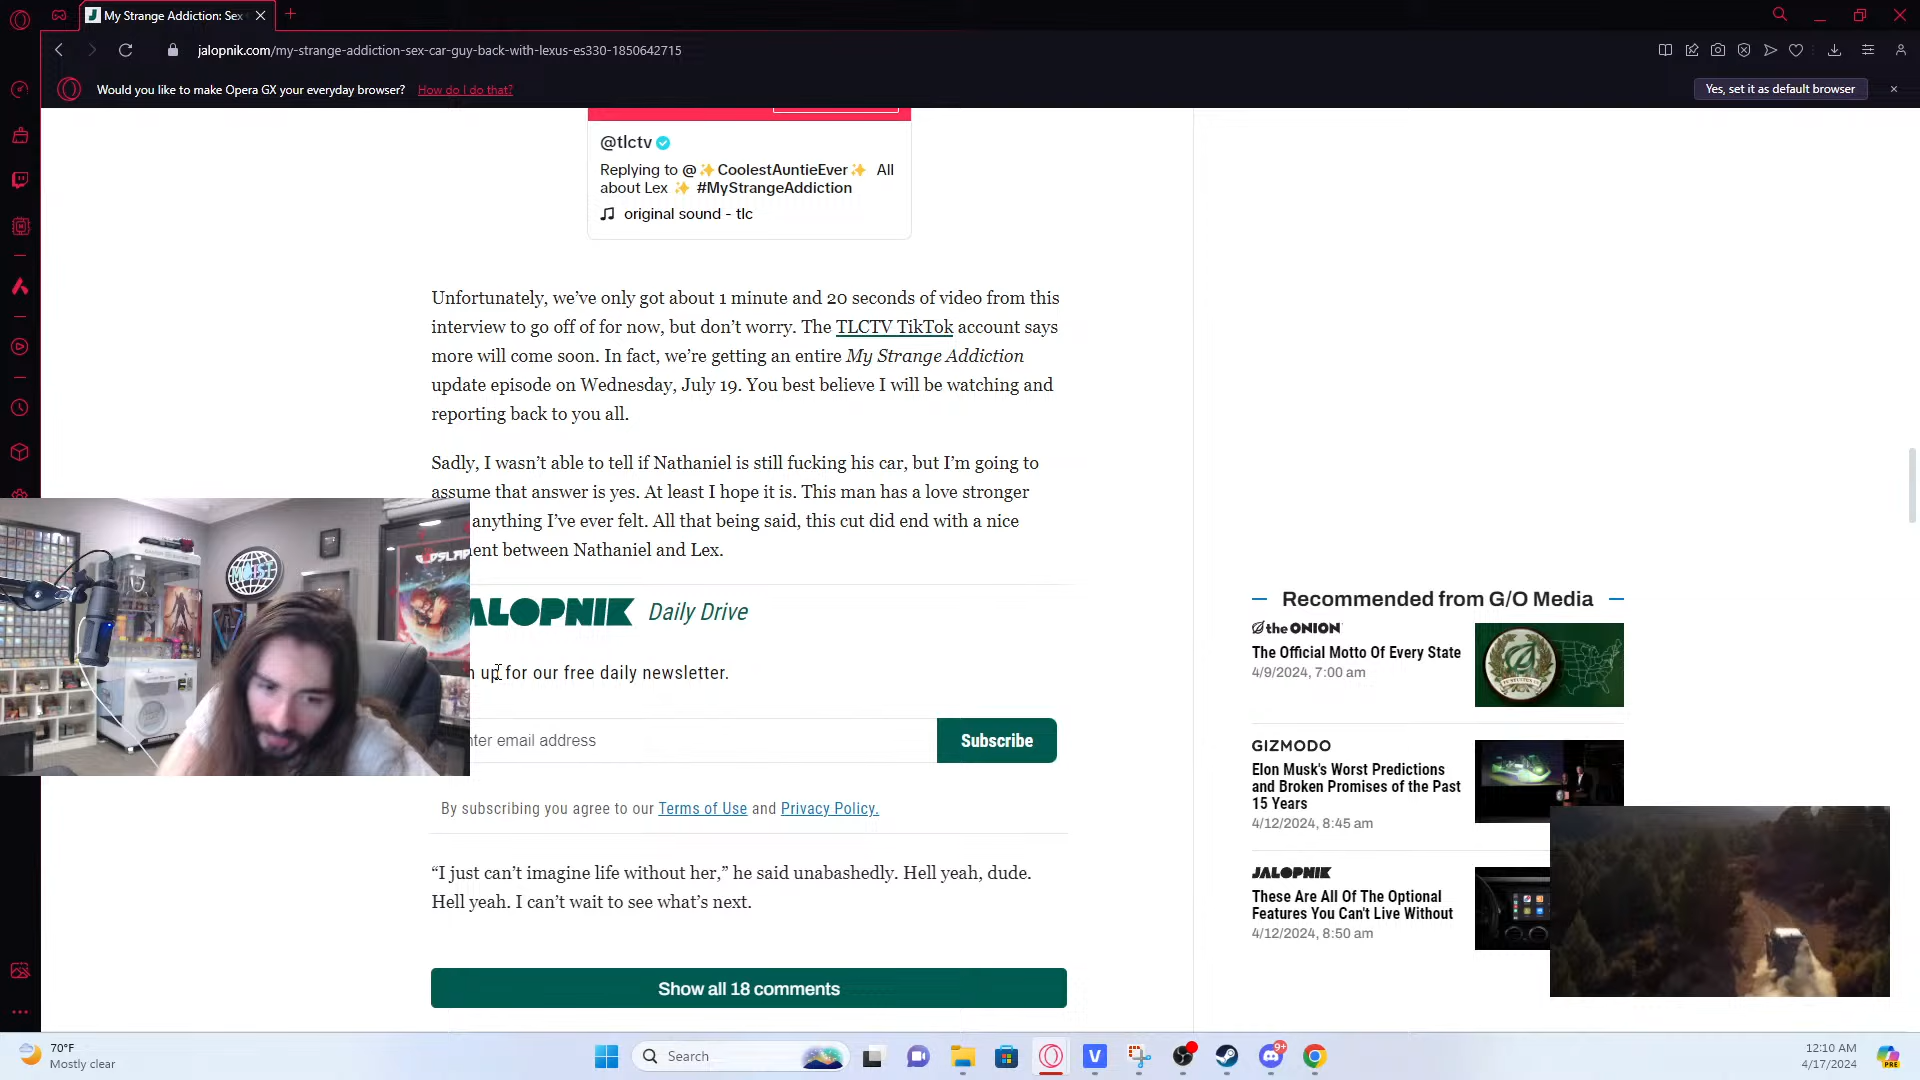 My Strange Addiction: Sex
jalopnik.com/my-strange-addiction-sex-car-guy-back-with-lexus-es330-1850642715
Would you like to make Opera GX your everyday browser? How do I do that?
Yes, set it as default browser
@tlctv
Replying to @✨CoolestAuntieEver✨ All
about Lex ✨ #MyStrangeAddiction
original sound - tlc
Unfortunately, we’ve only got about 1 minute and 20 seconds of video from this
interview to go off of for now, but don’t worry. The TLCTV TikTok account says
more will come soon. In fact, we’re getting an entire My Strange Addiction
update episode on Wednesday, July 19. You best believe I will be watching and
reporting back to you all.
Sadly, I wasn’t able to tell if Nathaniel is still fucking his car, but I’m going to
assume that answer is yes. At least I hope it is. This man has a love stronger
anything I’ve ever felt. All that being said, this cut did end with a nice
ent between Nathaniel and Lex.
MOIST
ALOPNIK Daily Drive
up for our free daily newsletter.
nter email address
Subscribe
By subscribing you agree to our Terms of Use and Privacy Policy.
“I just can’t imagine life without her,” he said unabashedly. Hell yeah, dude.
Hell yeah. I can’t wait to see what’s next.
Show all 18 comments
Recommended from G/O Media
the ONION
The Official Motto Of Every State
4/9/2024, 7:00 am
GIZMODO
Elon Musk's Worst Predictions
and Broken Promises of the Past
15 Years
4/12/2024, 8:45 am
JALOPNIK
These Are All Of The Optional
Features You Can't Live Without
4/12/2024, 8:50 am
70°F
Mostly clear
Search
9+
12:10 AM
4/17/2024
PRE